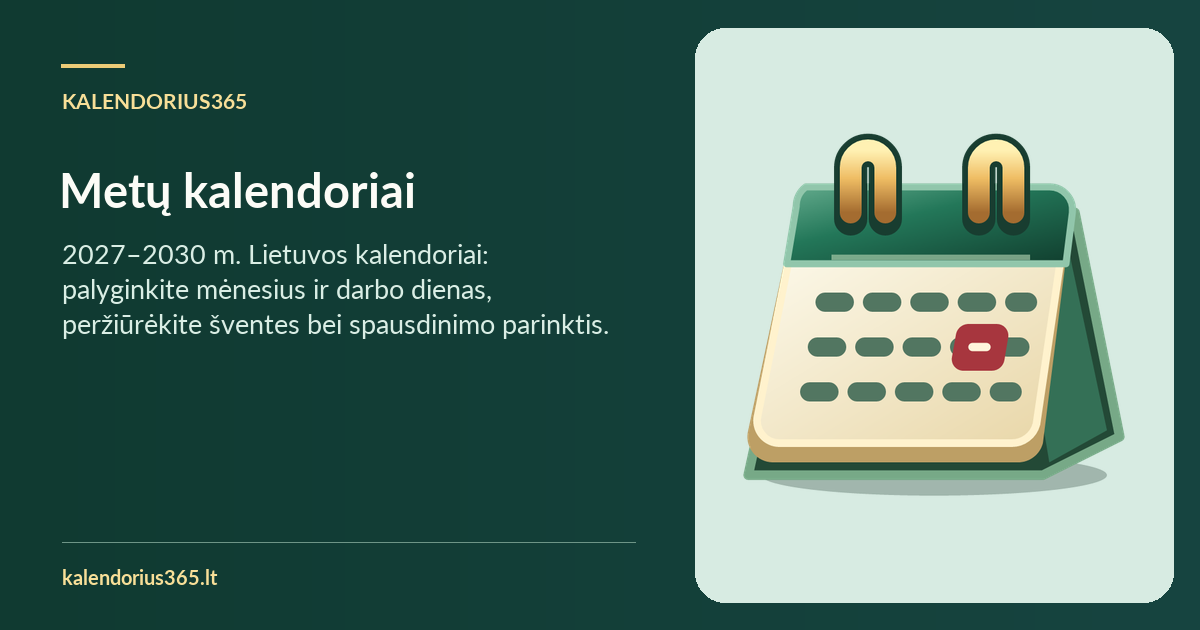 KALENDORIUS365
Metų kalendoriai
2027–2030 m. Lietuvos kalendoriai:
palyginkite mėnesius ir darbo dienas,
peržiūrėkite šventes bei spausdinimo parinktis.
kalendorius365.lt